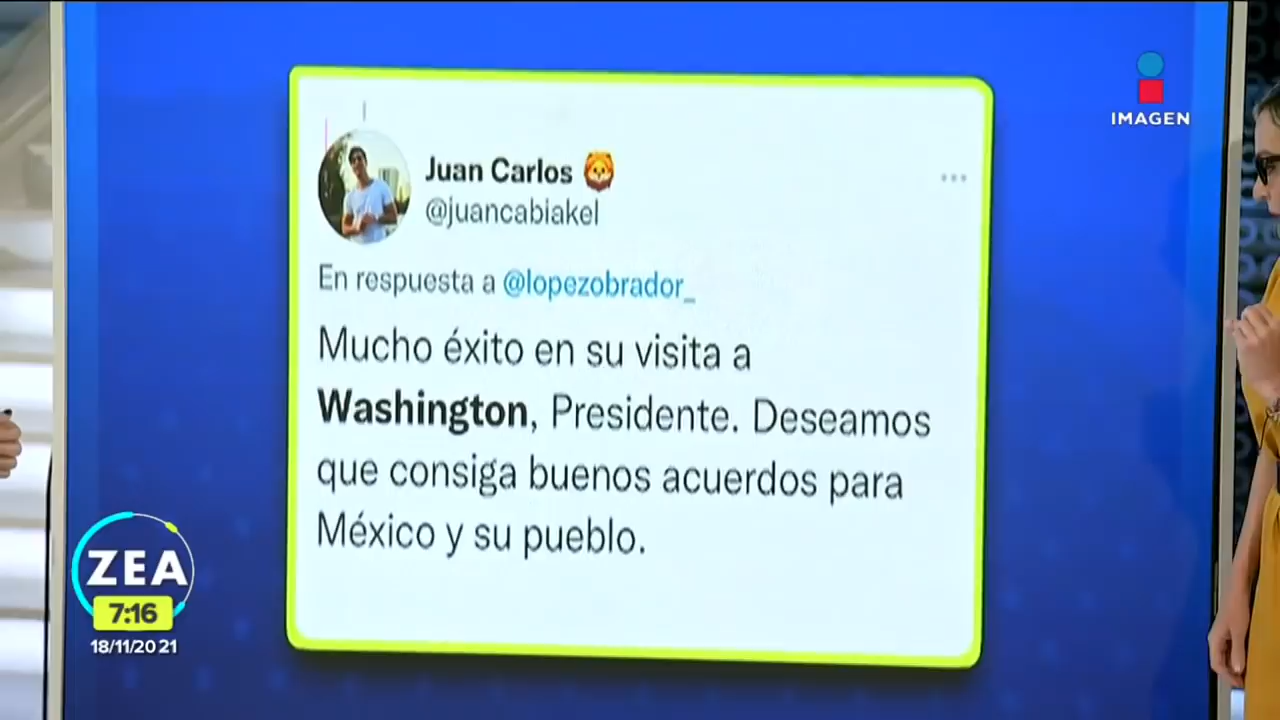 IMAGEN
Juan Carlos
@juancabiakel
En respuesta a @lopezobrador_
Mucho éxito en su visita a
Washington, Presidente. Deseamos
que consiga buenos acuerdos para
México y su pueblo.
ZEA
7:16
18/11/2021